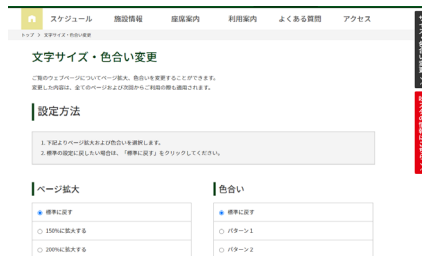 スケジュール 施設情報 座席案内 利用案内 よくある質問 アクセス
トップ > 文字サイズ・色合い変更
文字サイズ・色合い変更
ご覧のウェブページについてページ拡大、色合いを変更することができます。
変更した内容は、全てのページおよび次回からご利用の際も適用されます。
設定方法
1. 下記よりページ拡大および色合いを選択します。
2. 標準の設定に戻したい場合は、「標準に戻す」をクリックしてください。
ページ拡大 色合い
標準に戻す 標準に戻す
150%に拡大する パターン1
200%に拡大する パターン2